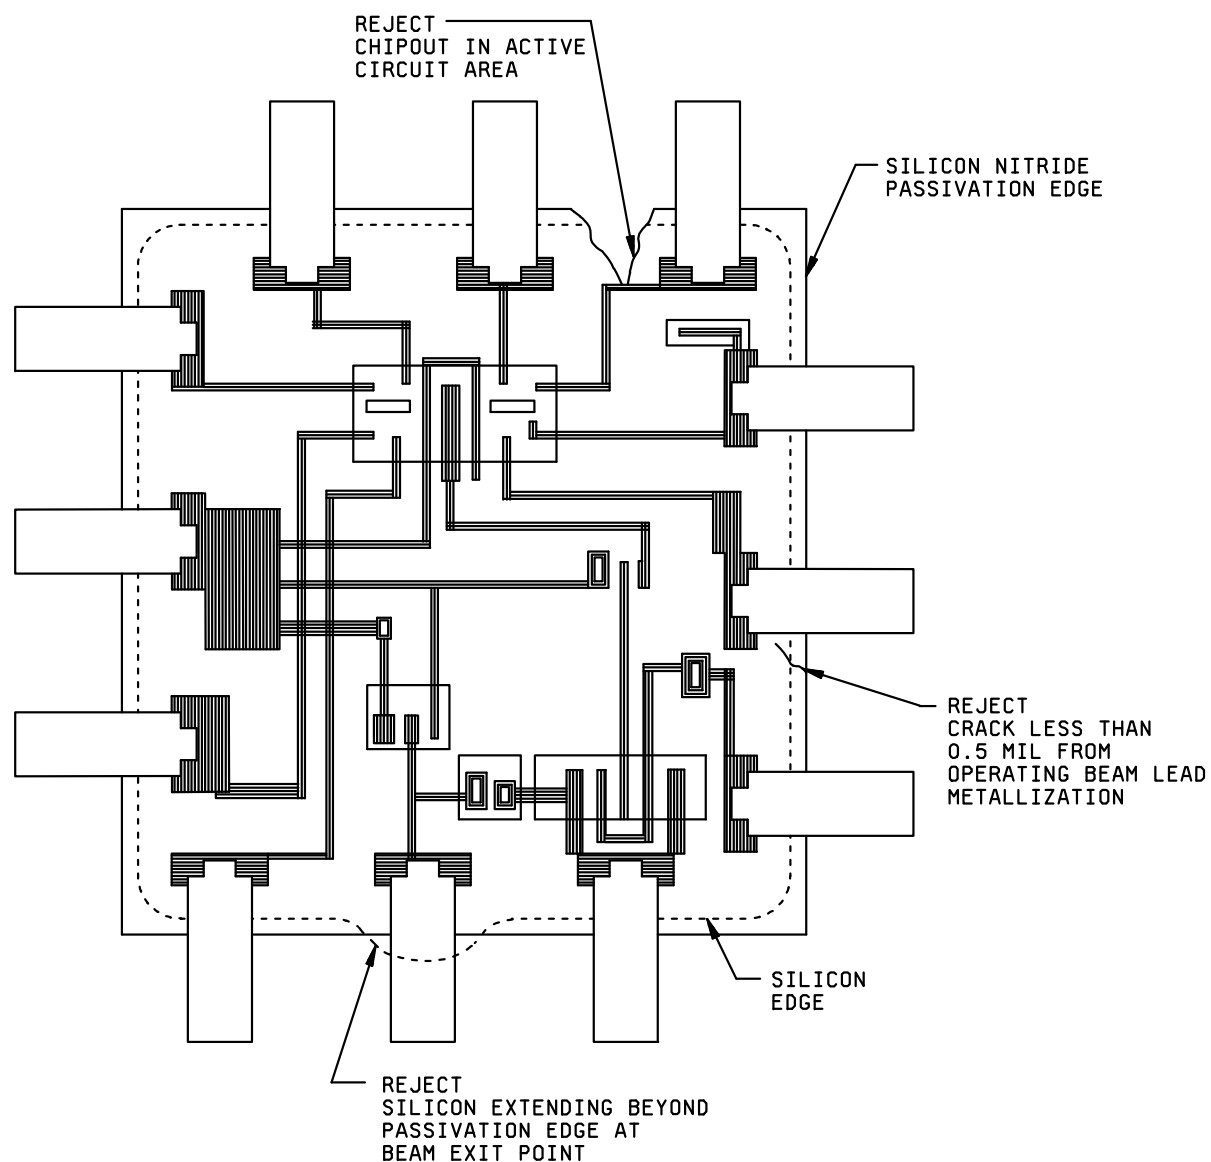 REJECT
CHIPOUT IN ACTIVE
CIRCUIT AREA
SILICON NITRIDE
PASSIVATION EDGE
REJECT
CRACK LESS THAN
0.5 MIL FROM
OPERATING BEAM LEAD
METALLIZATION
SILICON
EDGE
REJECT
SILICON EXTENDING BEYOND
PASSIVATION EDGE AT
BEAM EXIT POINT